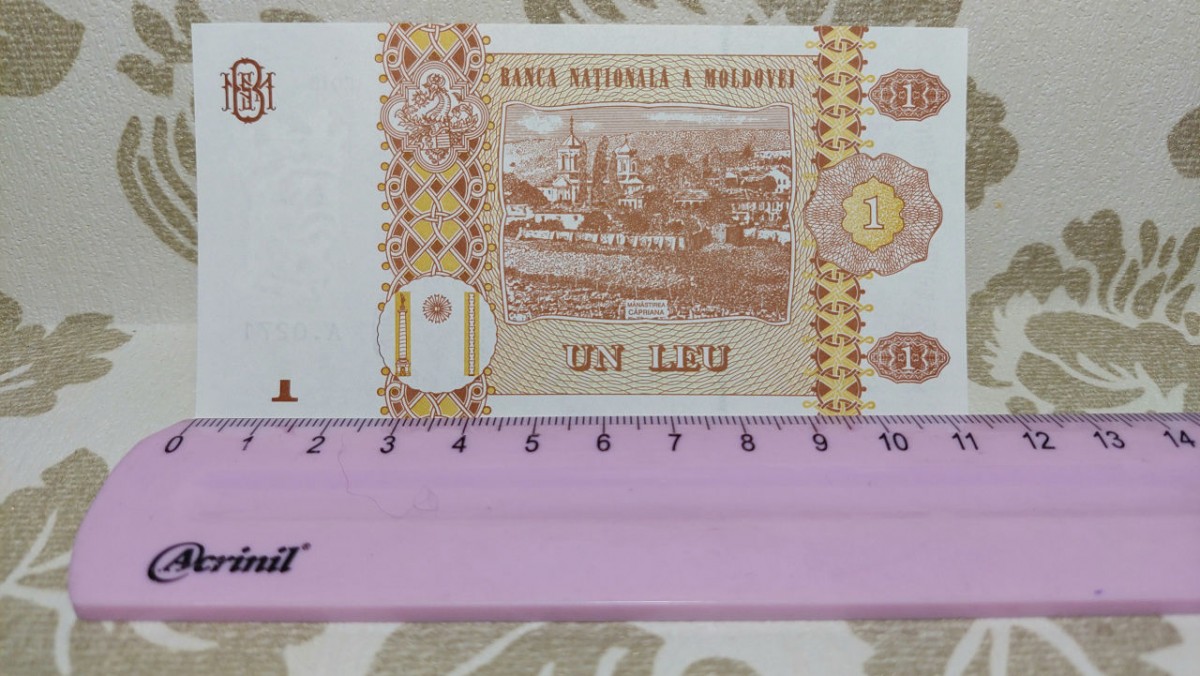 BANCA NAȚIONALĂ A MOLDOVEI
1
1
MĂNĂSTIREA
CĂPRIANA
UN LEU
1
1
0 1 2 3 4 5 6 7 8 9 10 11 12 13 14
Acrinil®